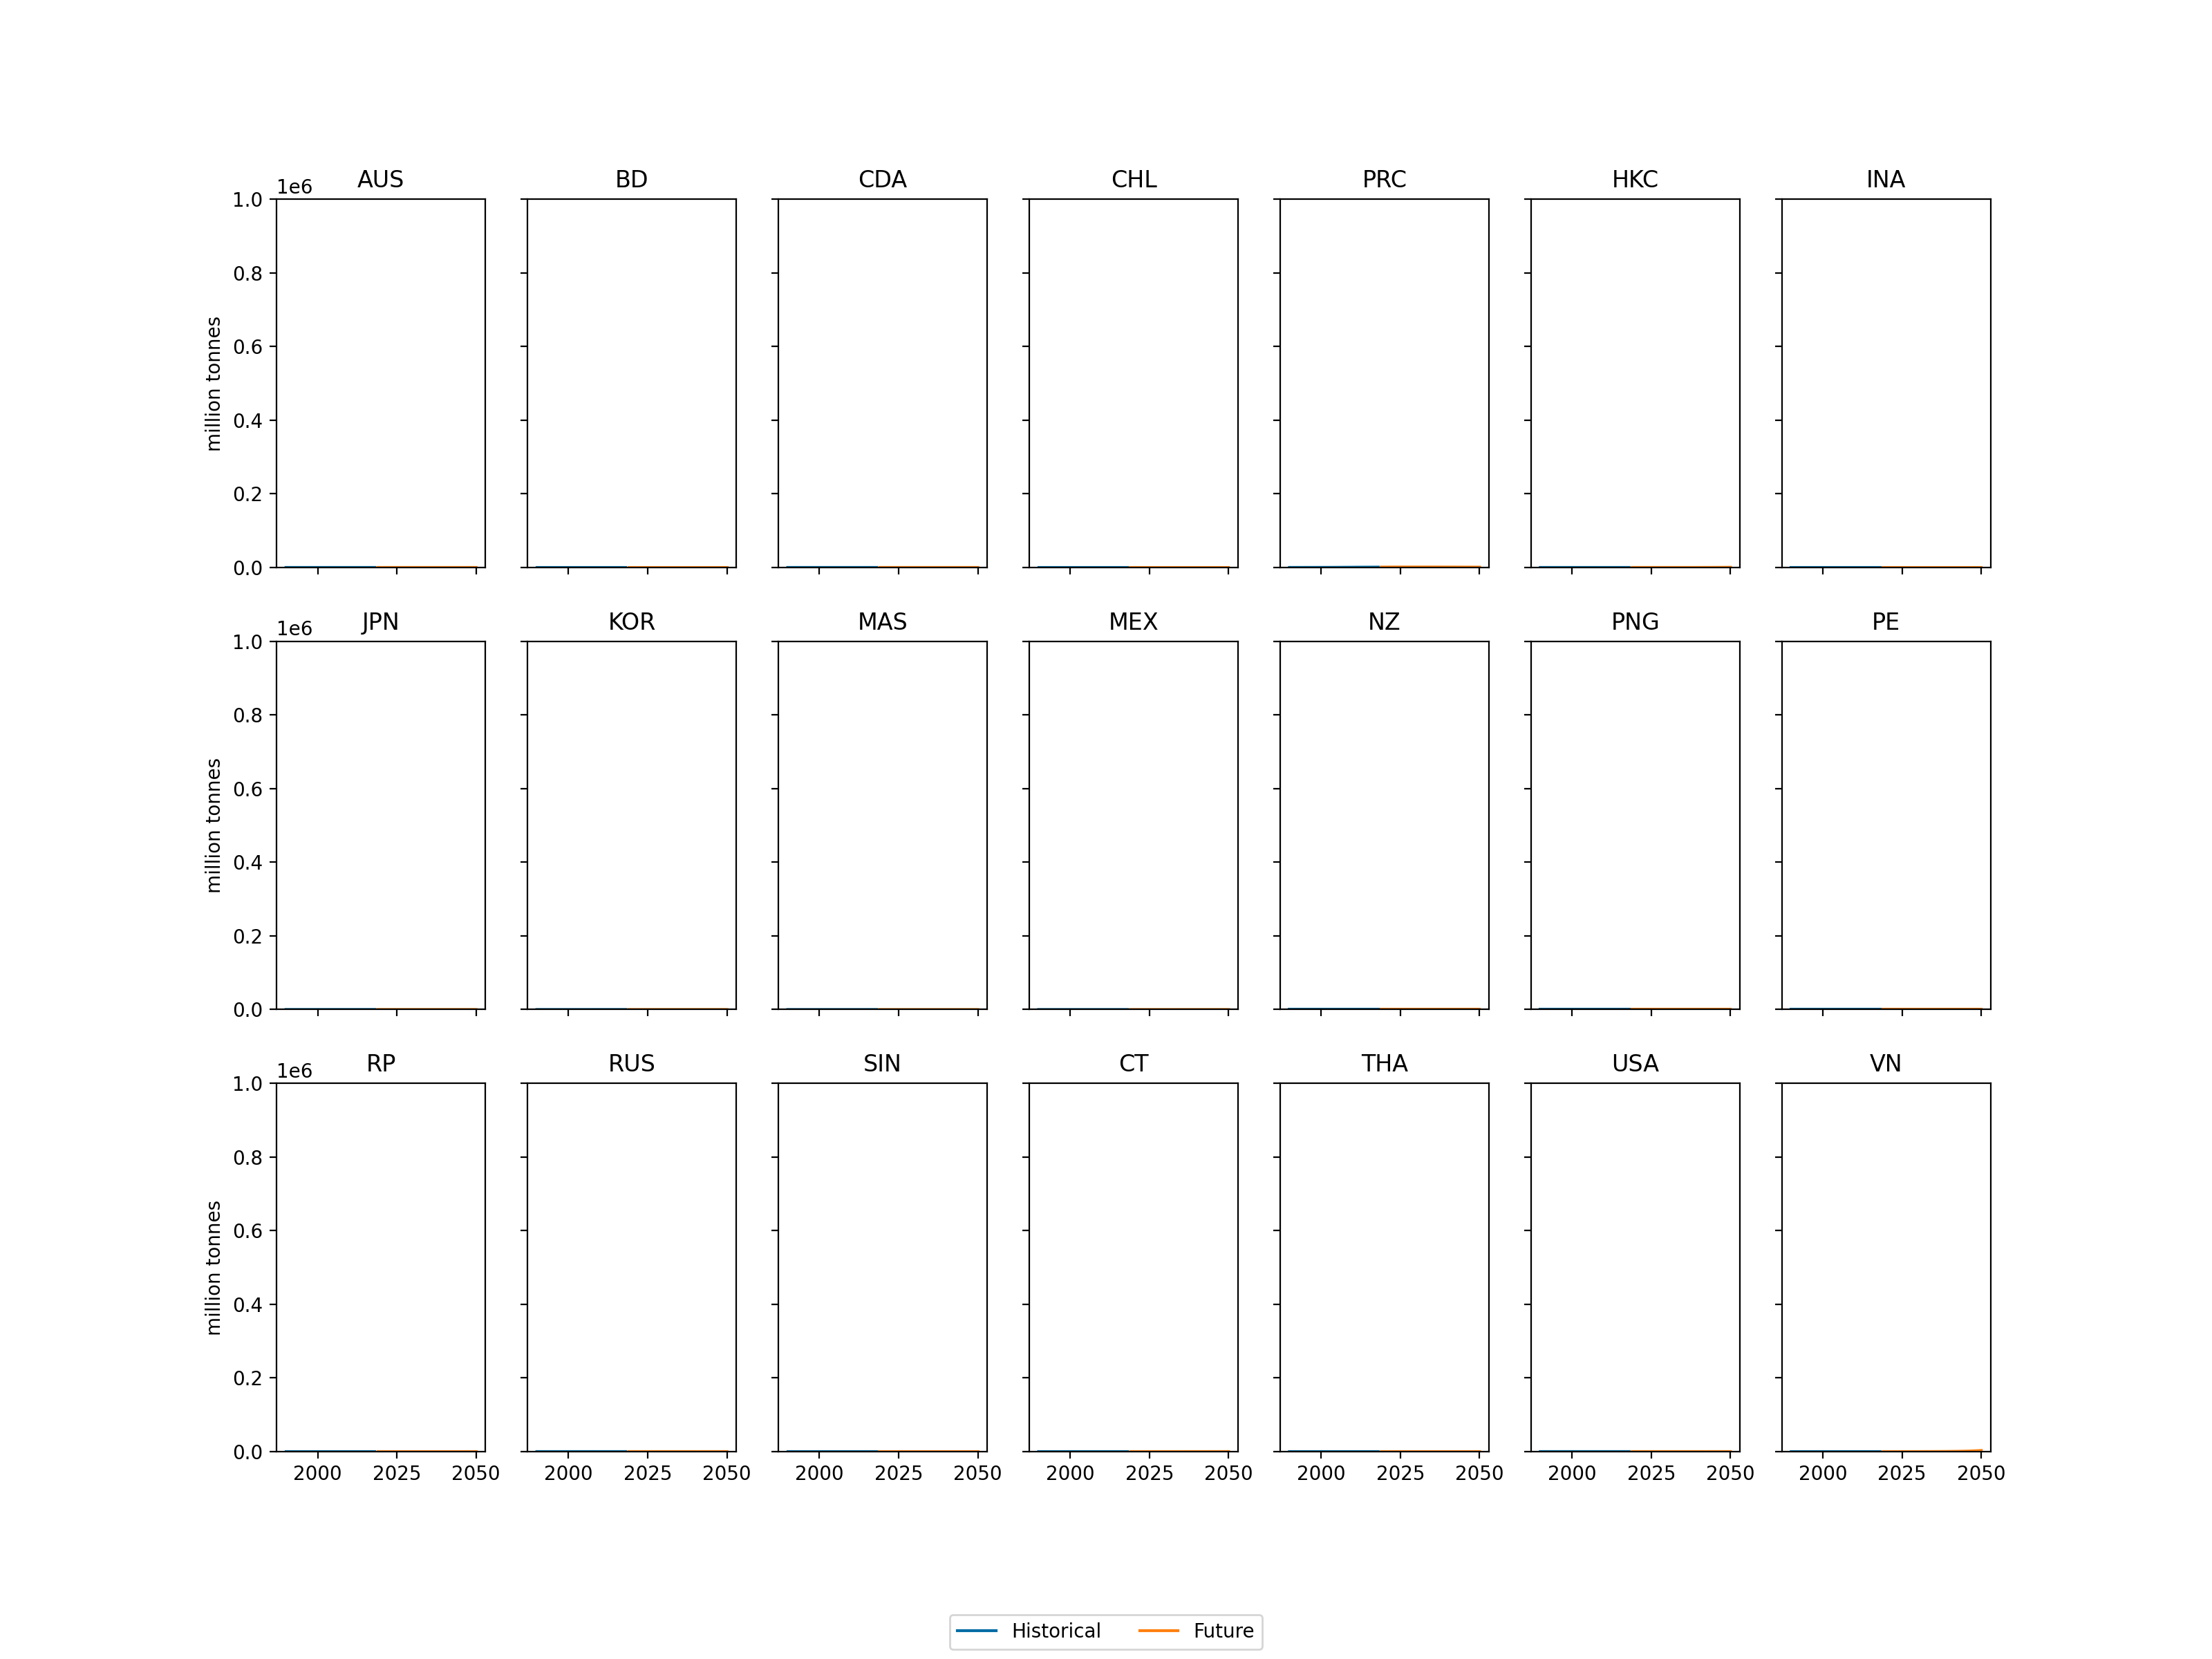 AUS BD CDA CHL PRC HKC INA
1e6
1.0
0.8
0.6
0.4
0.2
0.0
million tonnes
JPN KOR MAS MEX NZ PNG PE
1e6
1.0
0.8
0.6
0.4
0.2
0.0
million tonnes
RP RUS SIN CT THA USA VN
1e6
1.0
0.8
0.6
0.4
0.2
0.0
million tonnes
2000 2025 2050 2000 2025 2050 2000 2025 2050 2000 2025 2050 2000 2025 2050 2000 2025 2050 2000 2025 2050
Historical Future